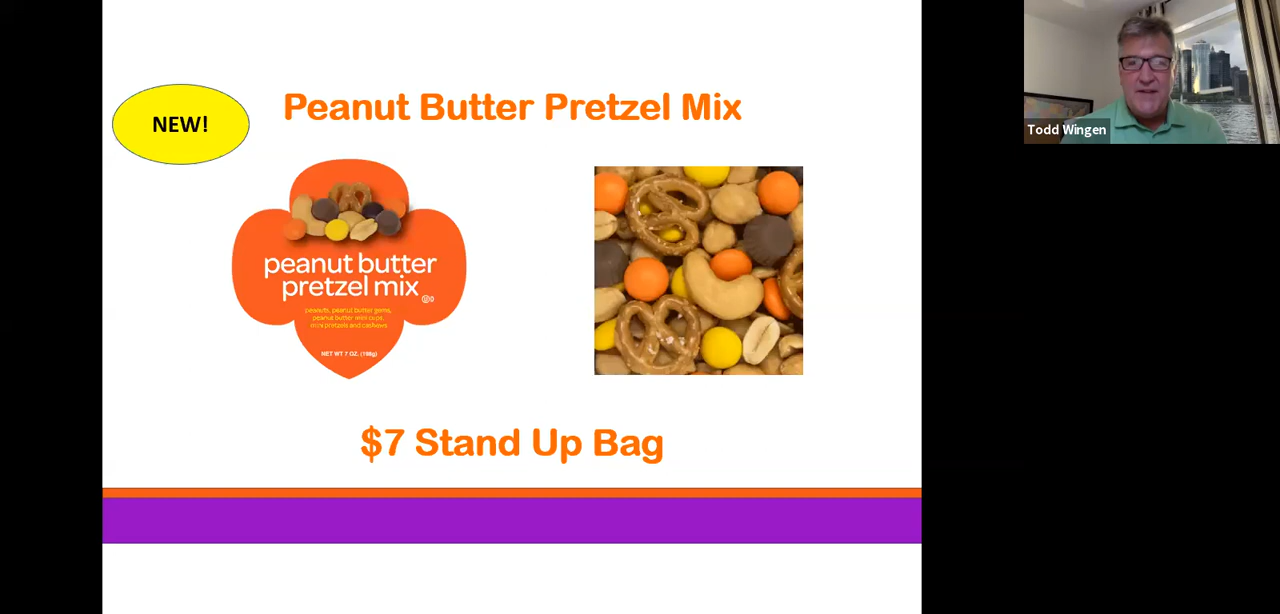 NEW!
Peanut Butter Pretzel Mix
peanut butter
pretzel mix
peanuts, peanut butter gems,
peanut butter mini cups,
mini pretzels and cashews
NET WT 7 OZ. (198g)
$7 Stand Up Bag
Todd Wingen